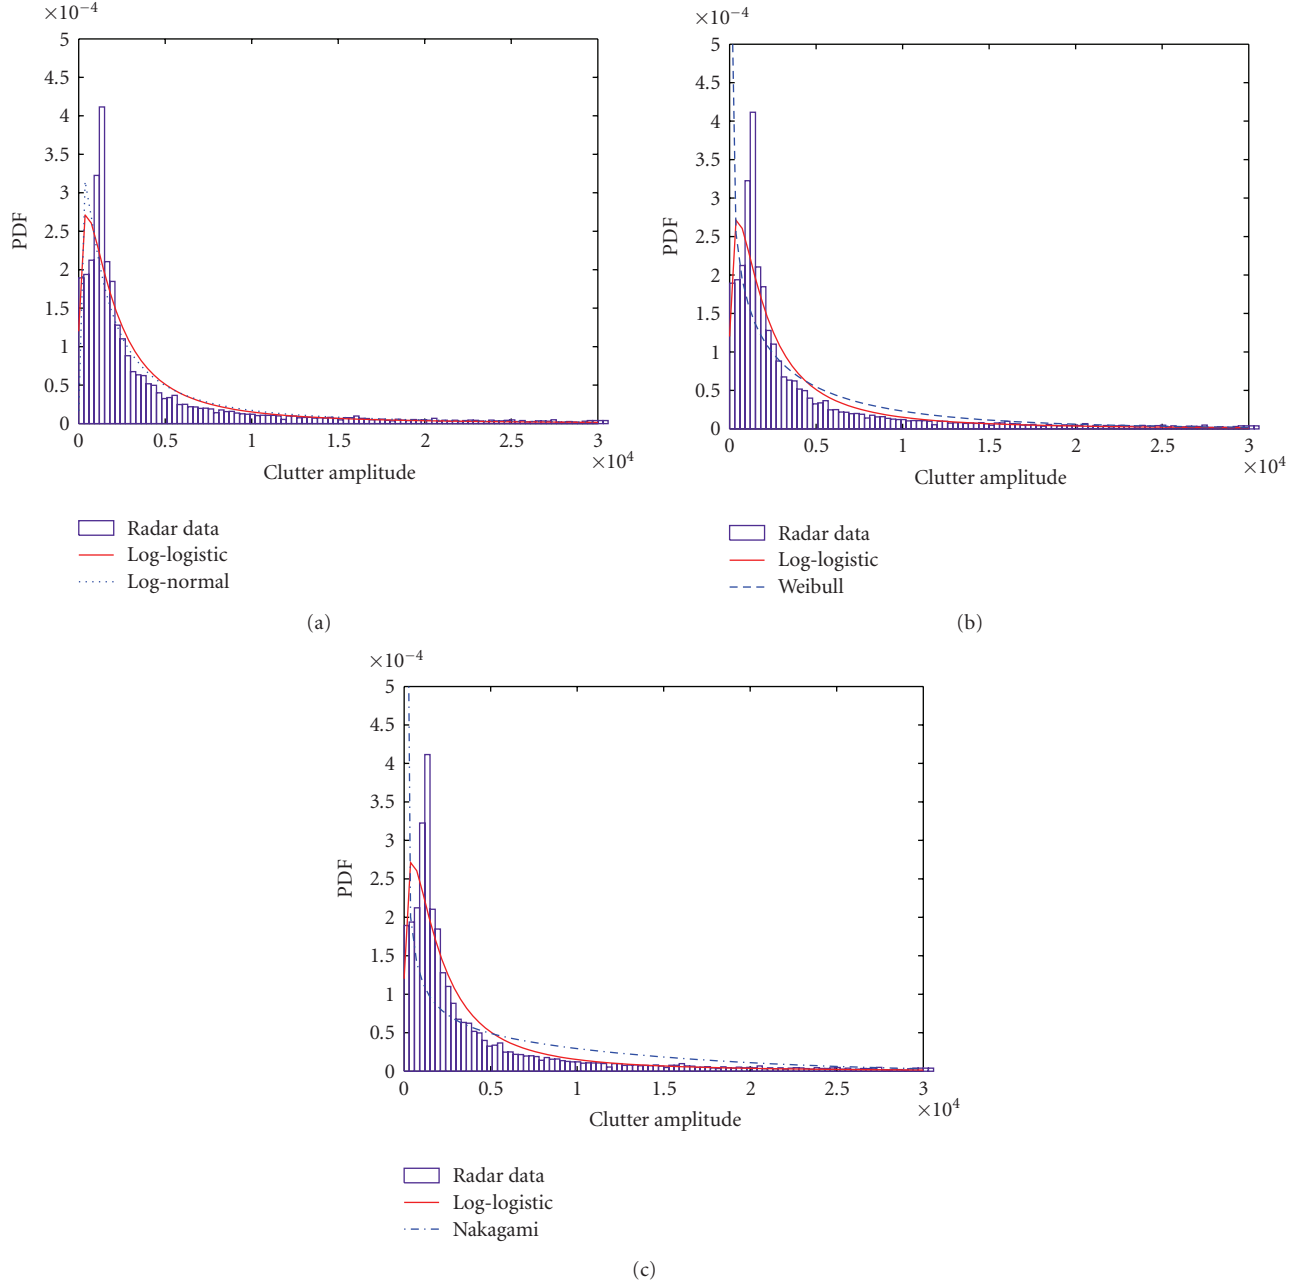 ×10−4
5
4.5
4
3.5
3
2.5
2
1.5
1
0.5
0
PDF
0 0.5 1 1.5 2 2.5 3
×10⁴
Clutter amplitude
Radar data
Log-logistic
Log-normal
(a)
×10−4
5
4.5
4
3.5
3
2.5
2
1.5
1
0.5
0
PDF
0 0.5 1 1.5 2 2.5 3
×10⁴
Clutter amplitude
Radar data
Log-logistic
Weibull
(b)
×10−4
5
4.5
4
3.5
3
2.5
2
1.5
1
0.5
0
PDF
0 0.5 1 1.5 2 2.5 3
×10⁴
Clutter amplitude
Radar data
Log-logistic
Nakagami
(c)